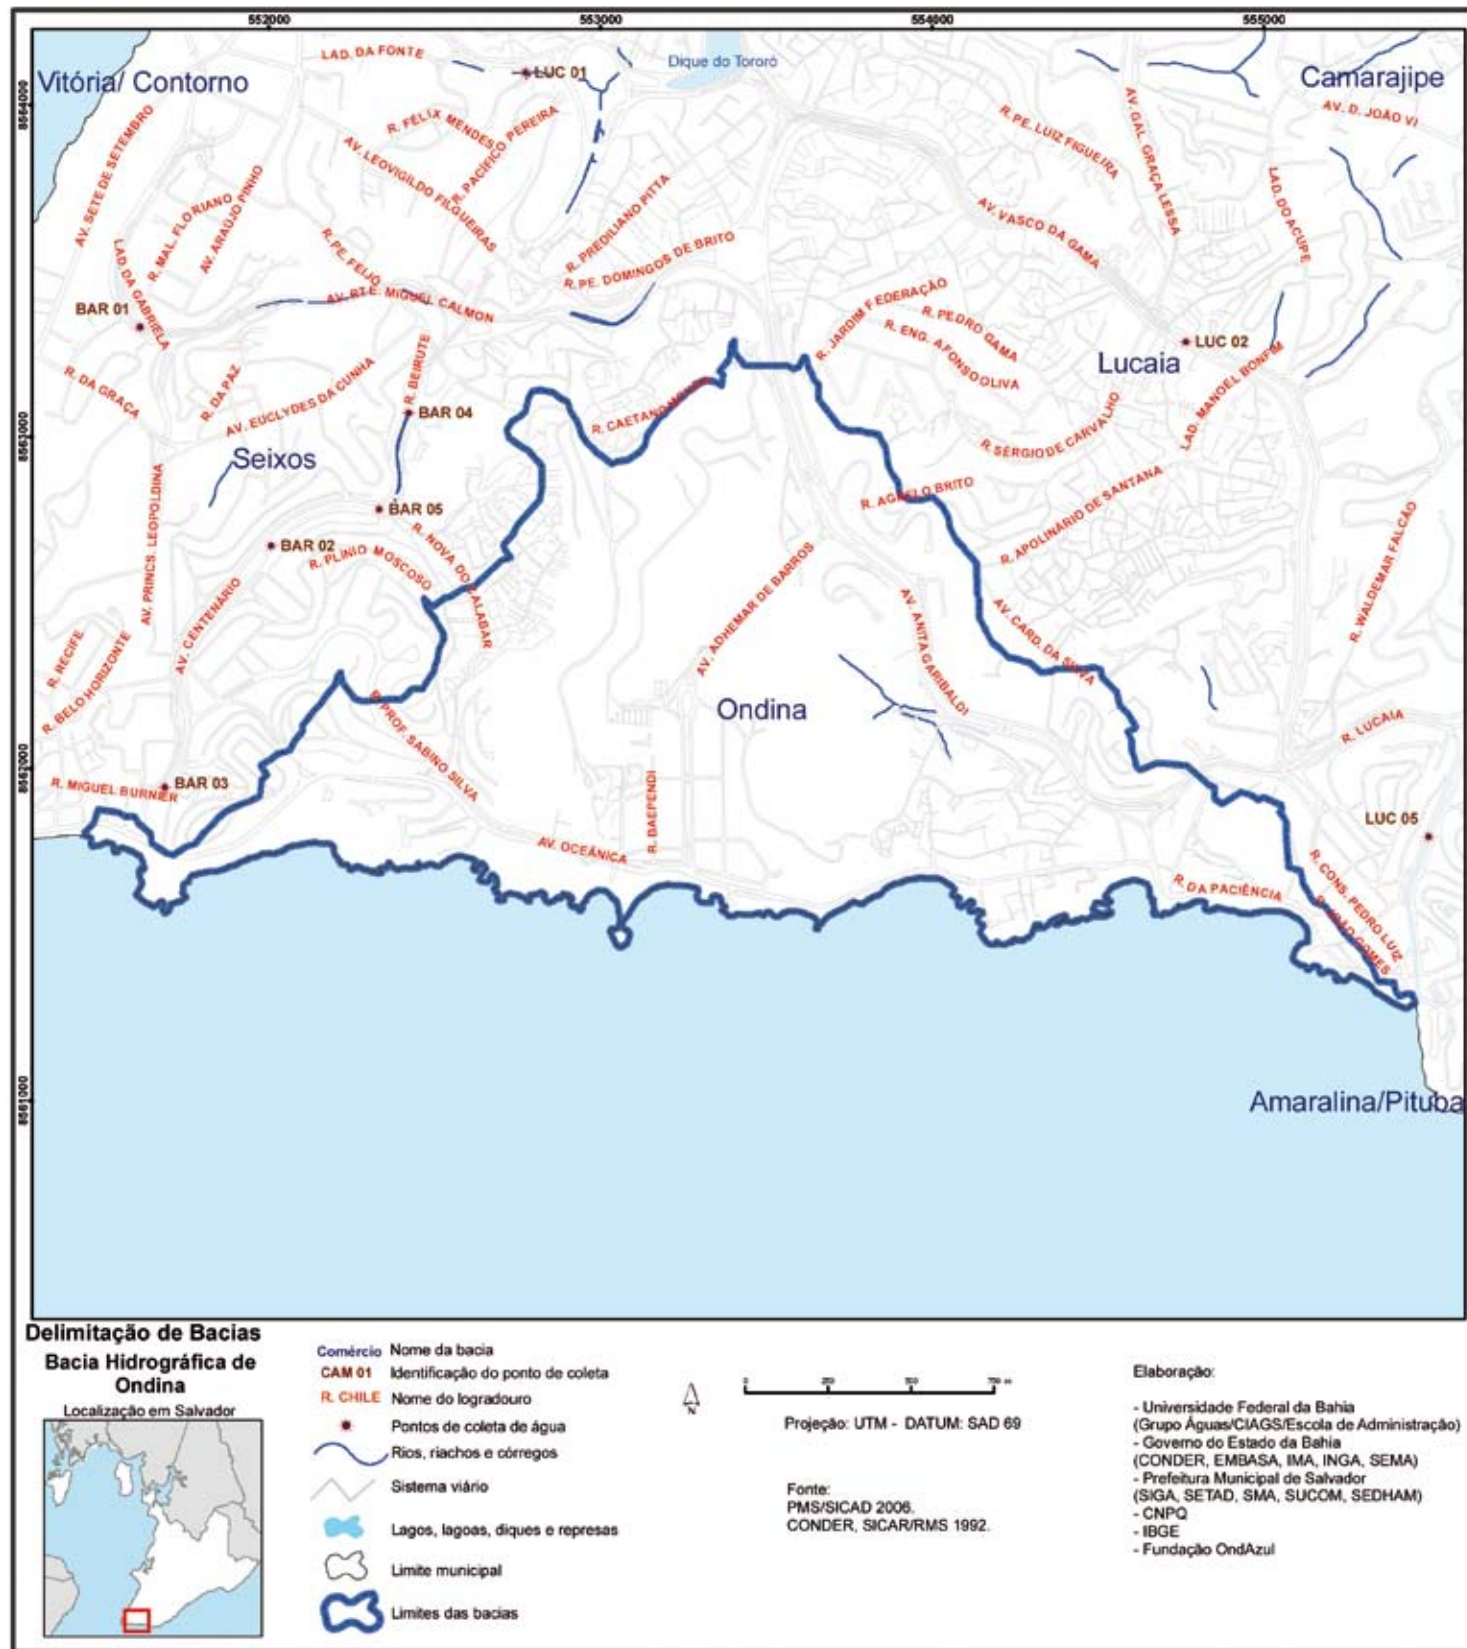 552000
553000
554000
555000
8564000
8563000
8562000
8561000
Vitória/ Contorno
LAD. DA FONTE
LUC 01
Dique do Tororó
Camarajipe
AV. D. JOÃO VI
R. FÉLIX MENDES
R. PACÍFICO PEREIRA
AV. LEOVIGILDO FILGUEIRAS
AV. SETE DE SETEMBRO
R. MAL. FLORIANO
AV. ARAÚJO PINHO
R. PE. LUIZ FIGUEIRA
AV. GAL. GRAÇA LESSA
LAD. DO ACUPE
R. PREDILIANO PITTA
R. PE. DOMINGOS DE BRITO
AV. VASCO DA GAMA
R. PE. FEIJÓ
LAD. DA GABRIELA
AV. RTE. MIGUEL CALMON
BAR 01
R. JARDIM FEDERAÇÃO
R. PEDRO GAMA
R. ENG. AFONSO OLIVA
LUC 02
Lucaia
LAD. MANOEL BONFIM
R. DA GRAÇA
R. DA PAZ
AV. EUCLYDES DA CUNHA
R. BEIRUTE
BAR 04
R. CAETANO
R. SÉRGIO DE CARVALHO
Seixos
AV. PRINCS. LEOPOLDINA
R. AGNELO BRITO
R. APOLINÁRIO DE SANTANA
BAR 05
BAR 02
R. PLÍNIO MOSCOSO
R. NOVA DO CALABAR
R. WALDEMAR FALCÃO
AV. ADHEMAR DE BARROS
AV. ANITA GARIBALDI
AV. CARD. DA SILVA
AV. CENTENÁRIO
R. RECIFE
R. BELO HORIZONTE
Ondina
R. PROF. SABINO SILVA
R. LUCAIA
R. MIGUEL BURNIER
BAR 03
R. BAEPENDI
AV. OCEÂNICA
LUC 05
R. DA PACIÊNCIA
R. CONS. PEDRO LUIZ
R. JOÃO GOMES
Amaralina/Pituba
Delimitação de Bacias
Bacia Hidrográfica de
Ondina
Localização em Salvador
Comércio Nome da bacia
CAM 01 Identificação do ponto de coleta
R. CHILE Nome do logradouro
Pontos de coleta de água
Rios, riachos e córregos
Sistema viário
Lagos, lagoas, diques e represas
Limite municipal
Limites das bacias
N
Projeção: UTM - DATUM: SAD 69
Fonte:
PMS/SICAD 2006.
CONDER, SICAR/RMS 1992.
Elaboração:
- Universidade Federal da Bahia
(Grupo Águas/CIAGS/Escola de Administração)
- Governo do Estado da Bahia
(CONDER, EMBASA, IMA, INGA, SEMA)
- Prefeitura Municipal de Salvador
(SIGA, SETAD, SMA, SUCOM, SEDHAM)
- CNPQ
- IBGE
- Fundação OndAzul